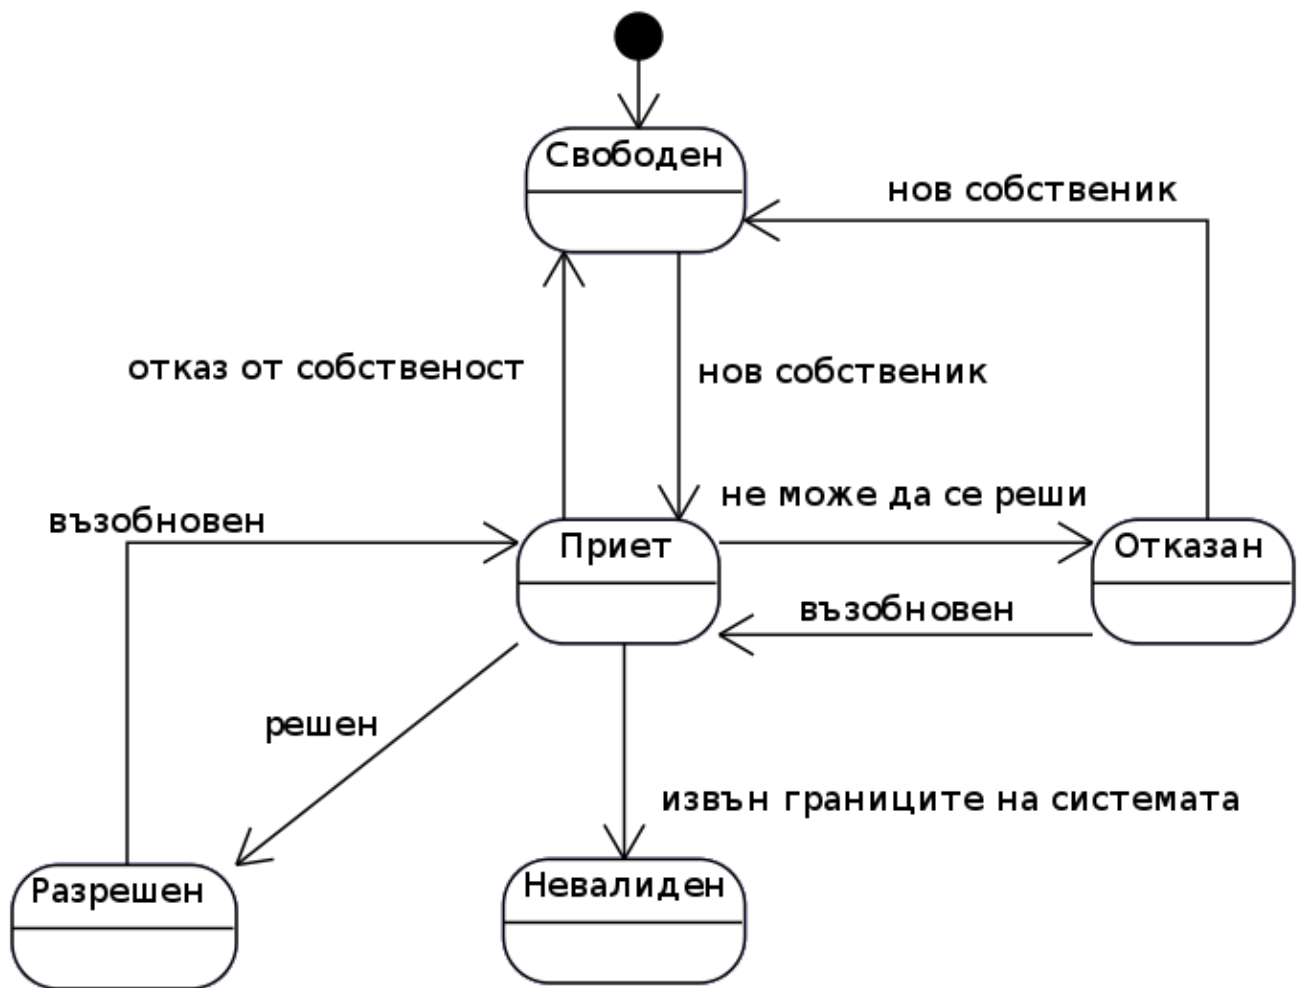 Свободен
нов собственик
отказ от собственост
нов собственик
не може да се реши
възобновен
Приет
Отказан
възобновен
решен
извън границите на системата
Разрешен
Невалиден